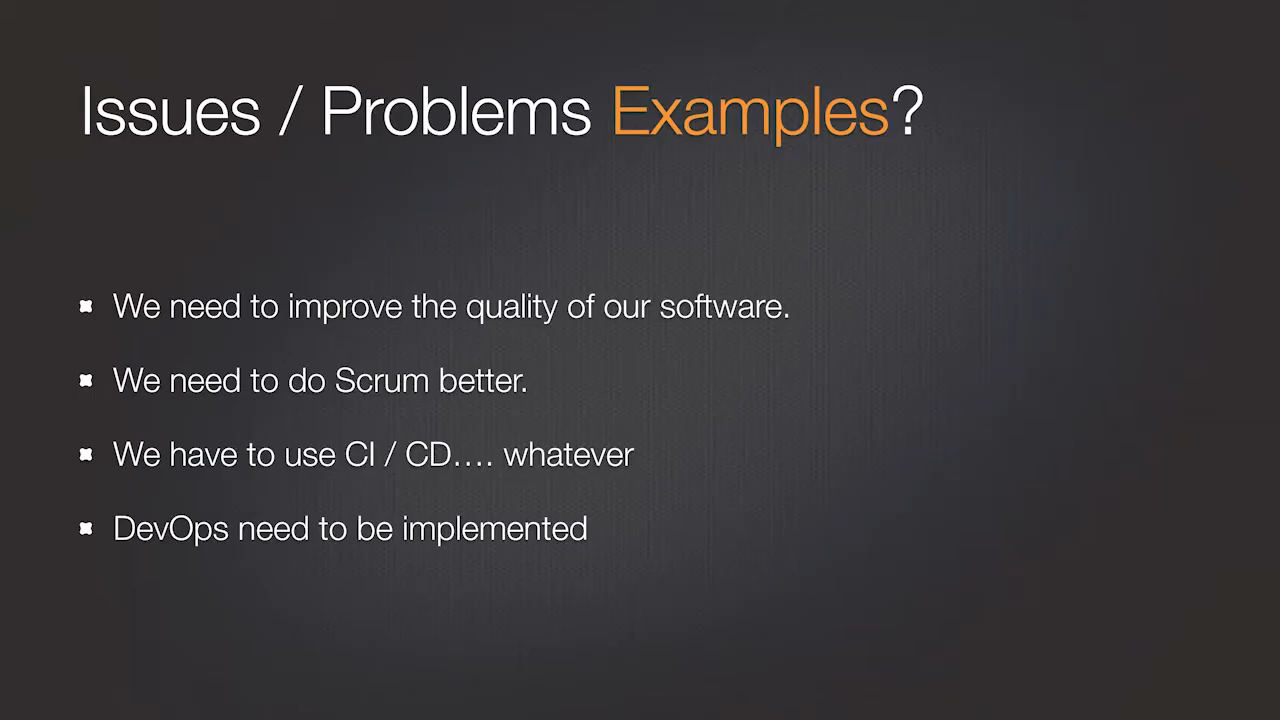 Issues / Problems Examples?
We need to improve the quality of our software.
We need to do Scrum better.
We have to use CI / CD…. whatever
DevOps need to be implemented